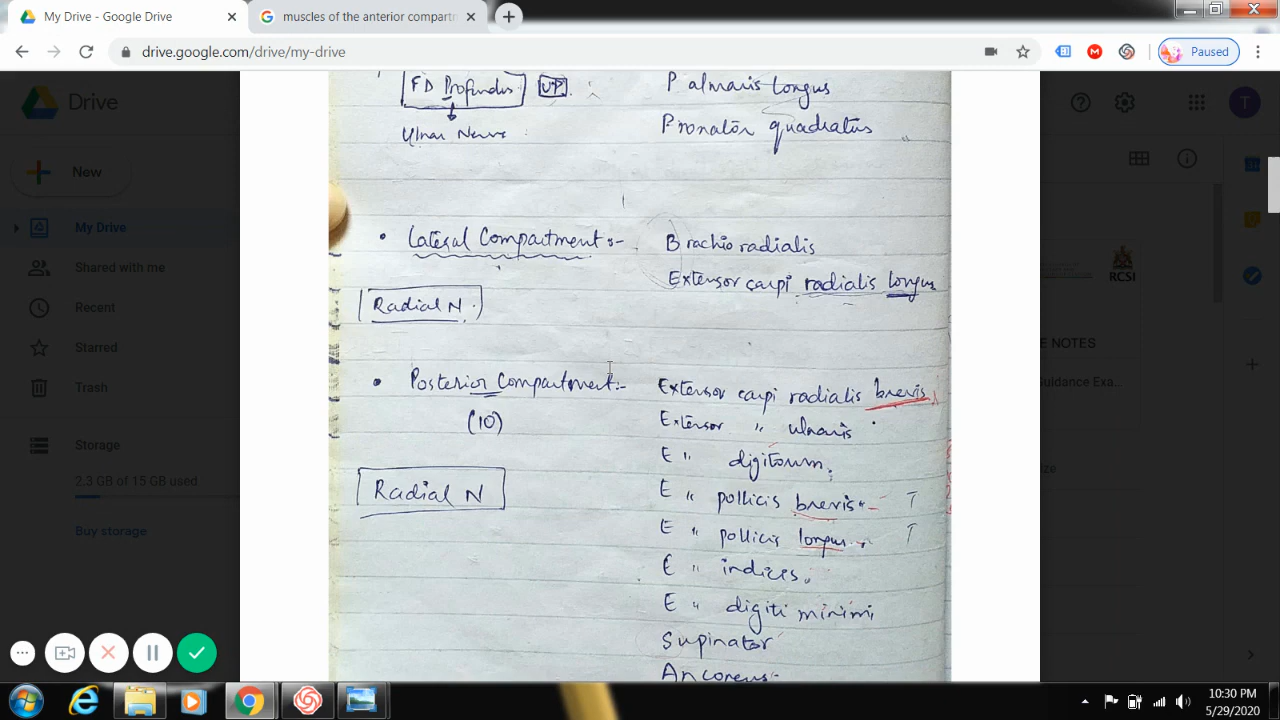 My Drive - Google Drive
muscles of the anterior compartm
drive.google.com/drive/my-drive
Paused
Drive
New
My Drive
Shared with me
Recent
Starred
Trash
Storage
2.3 GB of 15 GB used
Buy storage
FD Profundus
Ulnar Nerve
Palmaris Longus
Pronator quadratus "
• Lateral Compartment :-
Brachio radialis
Extensor carpi radialis longus
Radial N.
• Posterior Compartment :-
(10)
Radial N
Extensor carpi radialis brevis
Extensor " ulnaris
E " digitorum
E " pollicis brevis T
E " pollicis longus T
E " indicis
E " digiti minimi
Supinator
Anconeus
RCSI
E NOTES
Guidance Exa...
10:30 PM
5/29/2020